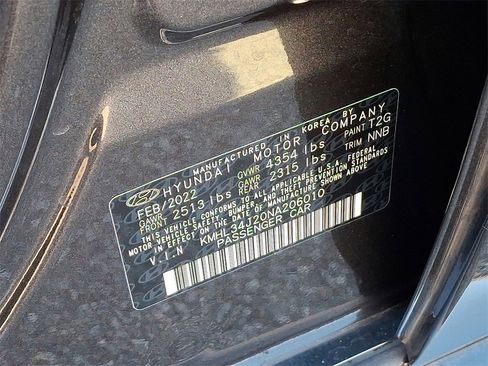 MANUFACTURED IN KOREA BY
HYUNDAI MOTOR COMPANY
FEB/2022 GVWR 4354 lbs PAINT T2G
GAWR FRONT 2513 lbs GAWR REAR 2315 lbs TRIM NNB
THIS VEHICLE CONFORMS TO ALL APPLICABLE U.S.A. FEDERAL
MOTOR VEHICLE SAFETY, BUMPER, AND THEFT PREVENTION STANDARDS
IN EFFECT ON THE DATE OF MANUFACTURE SHOWN ABOVE.
V.I.N KMHL34J20NA206010
PASSENGER CAR